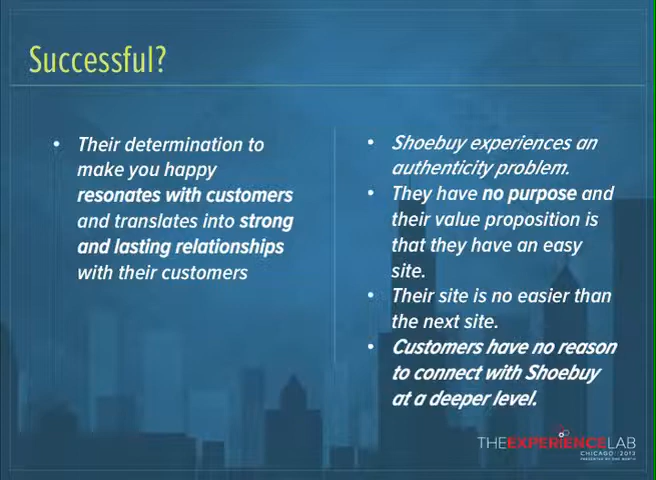 Successful?
• Their determination to
make you happy
resonates with customers
and translates into strong
and lasting relationships
with their customers
• Shoebuy experiences an
authenticity problem.
• They have no purpose and
their value proposition is
that they have an easy
site.
• Their site is no easier than
the next site.
• Customers have no reason
to connect with Shoebuy
at a deeper level.
THEEXPERIENCELAB
CHICAGO 2013